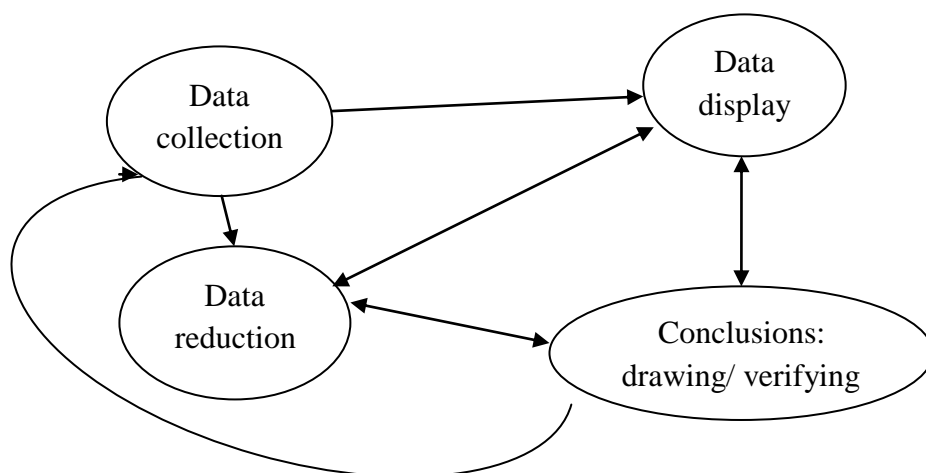 Data
collection
Data
display
Data
reduction
Conclusions:
drawing/ verifying